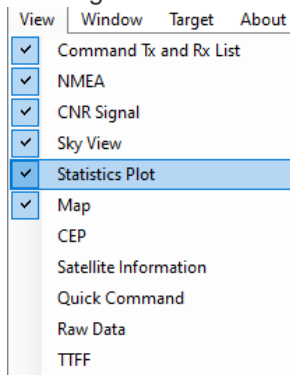 View Window Target About
Command Tx and Rx List
NMEA
CNR Signal
Sky View
Statistics Plot
Map
CEP
Satellite Information
Quick Command
Raw Data
TTFF